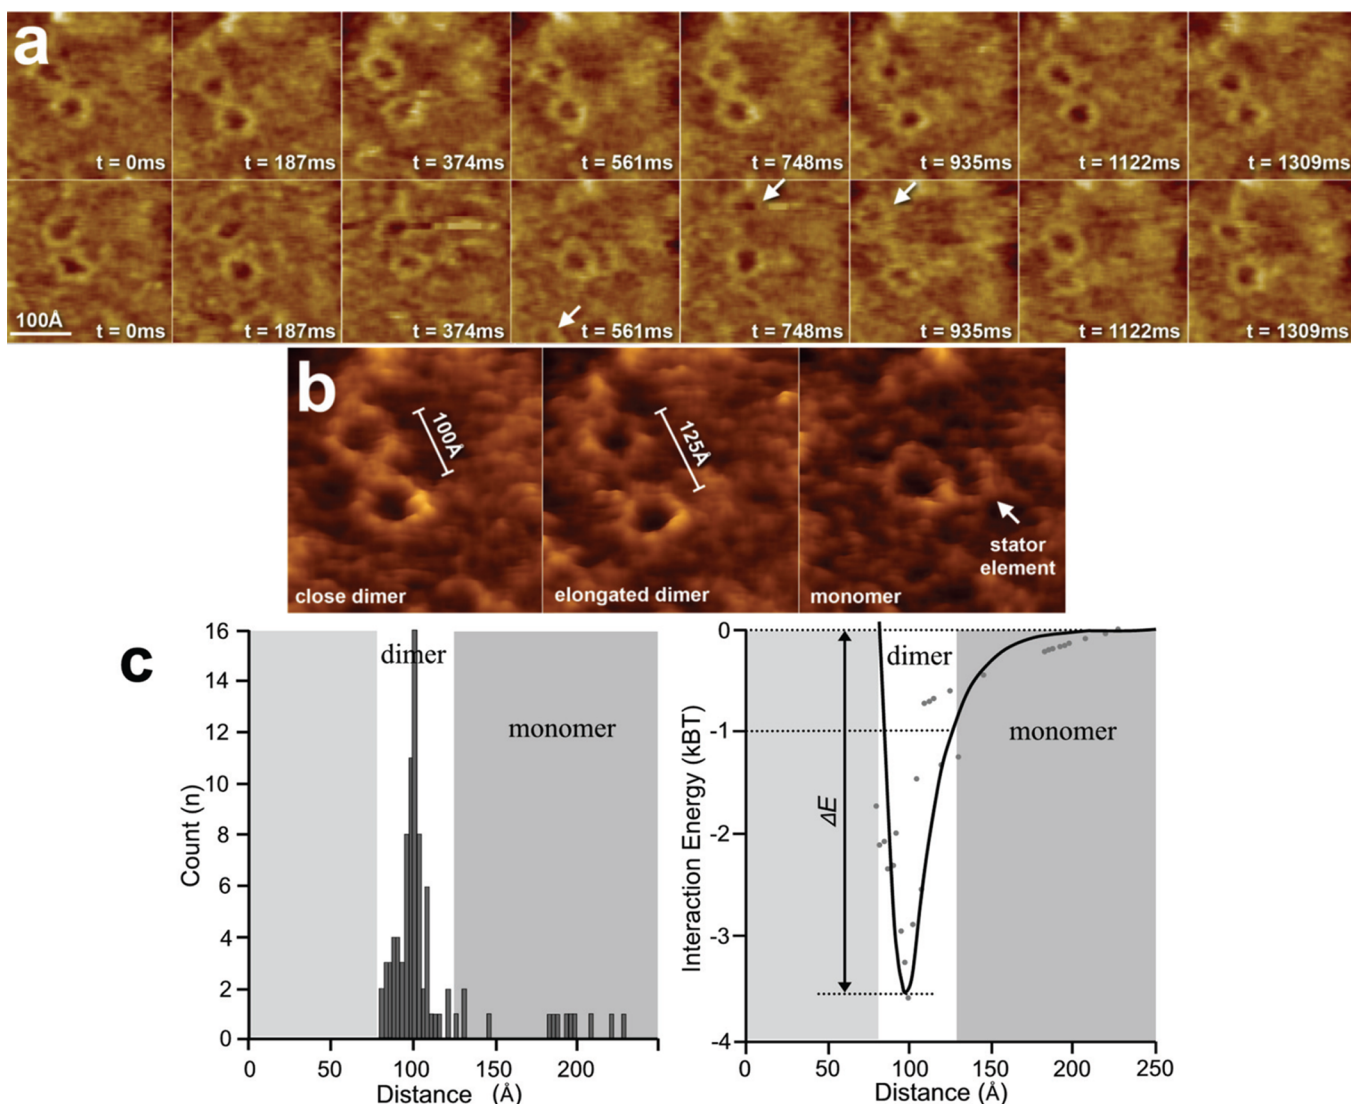 a
t = 0ms t = 187ms t = 374ms t = 561ms t = 748ms t = 935ms t = 1122ms t = 1309ms
100Å t = 0ms t = 187ms t = 374ms t = 561ms t = 748ms t = 935ms t = 1122ms t = 1309ms
b
100Å
125Å
stator
element
close dimer elongated dimer monomer
c
16
14
12
10
8
6
4
2
0
Count (n)
dimer
monomer
0 50 100 150 200
Distance (Å)
0
-1
-2
-3
-4
Interaction Energy (kBT)
ΔE
dimer
monomer
0 50 100 150 200 250
Distance (Å)